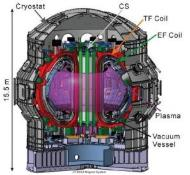 Cryostat
CS
TF Coil
EF Coil
15.5 m
Plasma
Vacuum
Vessel